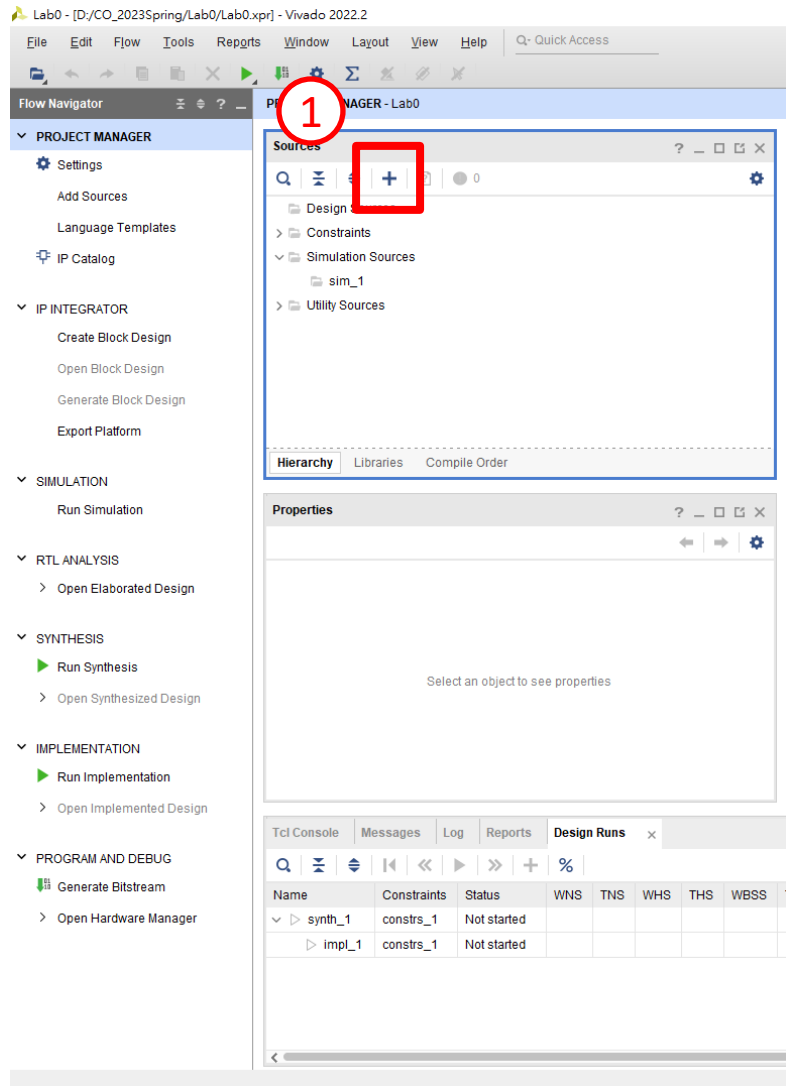 Lab0 - [D:/CO_2023Spring/Lab0/Lab0.xpr] - Vivado 2022.2
File Edit Flow Tools Reports Window Layout View Help Quick Access
Flow Navigator
PROJECT MANAGER
Settings
Add Sources
Language Templates
IP Catalog
IP INTEGRATOR
Create Block Design
Open Block Design
Generate Block Design
Export Platform
SIMULATION
Run Simulation
RTL ANALYSIS
Open Elaborated Design
SYNTHESIS
Run Synthesis
Open Synthesized Design
IMPLEMENTATION
Run Implementation
Open Implemented Design
PROGRAM AND DEBUG
Generate Bitstream
Open Hardware Manager
NAGER - Lab0
1
Sources
0
Design
Constraints
Simulation Sources
sim_1
Utility Sources
Hierarchy Libraries Compile Order
Properties
Select an object to see properties
Tcl Console Messages Log Reports Design Runs
Name Constraints Status WNS TNS WHS THS WBSS
synth_1 constrs_1 Not started
impl_1 constrs_1 Not started